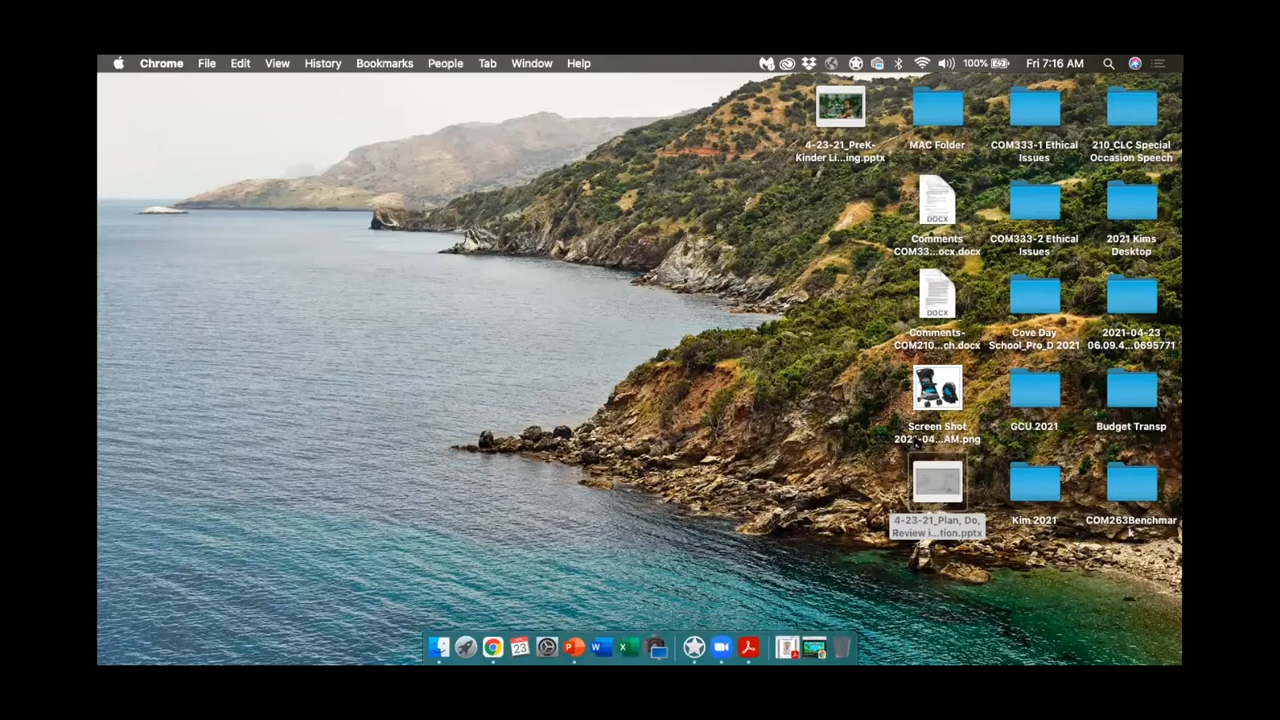 Chrome File Edit View History Bookmarks People Tab Window Help 100% Fri 7:16 AM
4-23-21_PreK-
Kinder Li...ing.pptx
MAC Folder
COM333-1 Ethical
Issues
210_CLC Special
Occasion Speech
DOCX
Comments
COM33...ocx.docx
COM333-2 Ethical
Issues
2021 Kims
Desktop
DOCX
Comments-
COM210...ch.docx
Cove Day
School_Pro_D 2021
2021-04-23
06.09.4...0695771
Screen Shot
GCU 2021
Budget Transp
4-23-21_Plan, Do,
Review i...tion.pptx
Kim 2021
COM263Benchmar
k
23
P
W
X